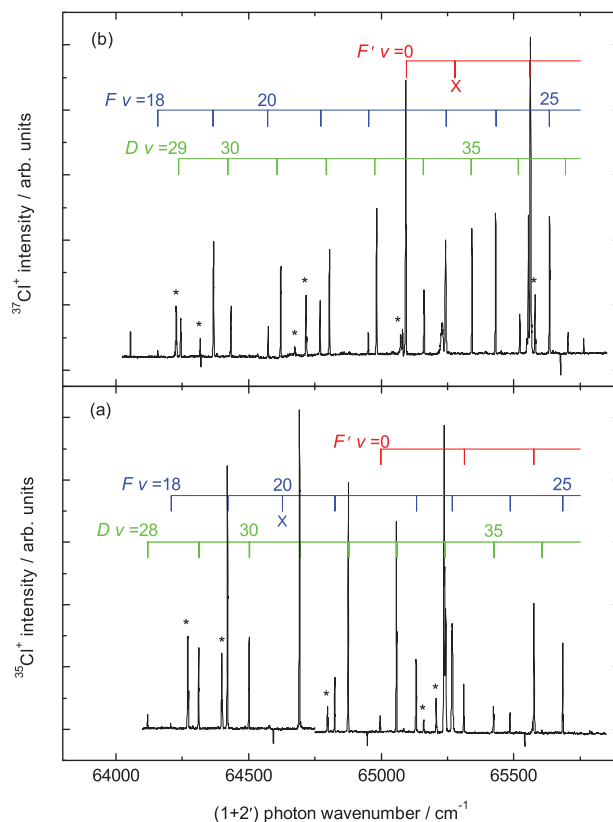 (b)
F′ v=0
X
F v=18 20 25
D v=29 30 35
* * * * * *
³⁷Cl⁺ intensity / arb. units
(a)
F′ v=0
F v=18 20 25
X
D v=28 30 35
* * * * *
³⁵Cl⁺ intensity / arb. units
64000 64500 65000 65500
(1+2′) photon wavenumber / cm⁻¹